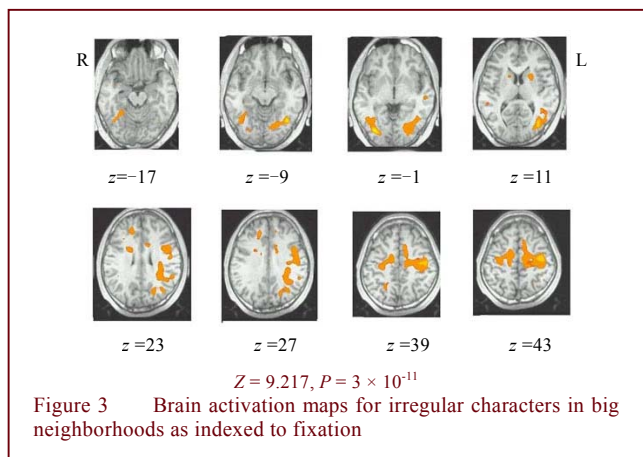 R L
z=−17 z=−9 z=−1 z =11
z =23 z =27 z =39 z =43
Z = 9.217, P = 3 × 10⁻¹¹
Figure 3 Brain activation maps for irregular characters in big
neighborhoods as indexed to fixation